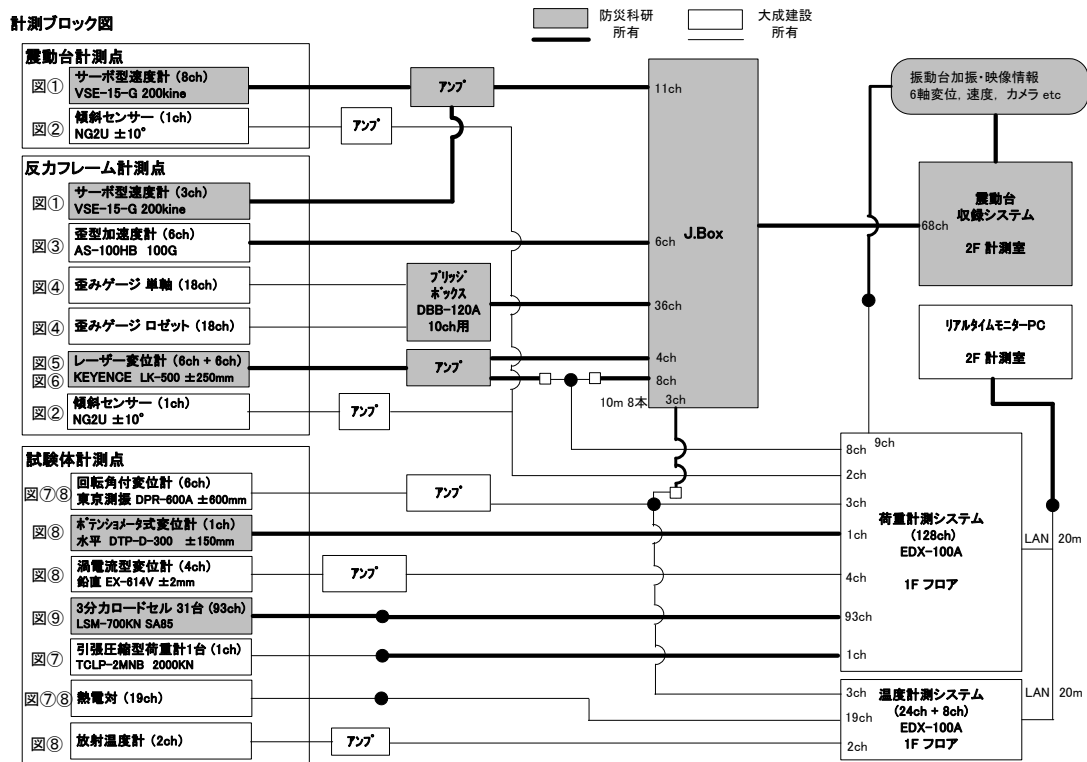 計測ブロック図
防災科研
所有
大成建設
所有
震動台計測点
図①
サーボ型速度計 (8ch)
VSE-15-G 200kine
図②
傾斜センサー (1ch)
NG2U ±10°
アンプ
アンプ
反力フレーム計測点
図①
サーボ型速度計 (3ch)
VSE-15-G 200kine
図③
歪型加速度計 (6ch)
AS-100HB 100G
図④
歪みゲージ 単軸 (18ch)
図④
歪みゲージ ロゼット (18ch)
ブリッジ
ボックス
DBB-120A
10ch用
図⑤
図⑥
レーザー変位計 (6ch + 6ch)
KEYENCE LK-500 ±250mm
アンプ
図②
傾斜センサー (1ch)
NG2U ±10°
アンプ
11ch
6ch
J.Box
36ch
4ch
8ch
10m 8本
3ch
振動台加振・映像情報
6軸変位, 速度, カメラ etc
震動台
収録システム
68ch
2F 計測室
リアルタイムモニターPC
2F 計測室
試験体計測点
図⑦⑧
回転角付変位計 (6ch)
東京測振 DPR-600A ±600mm
アンプ
図⑧
ポテンショメータ式変位計 (1ch)
水平 DTP-D-300 ±150mm
図⑧
渦電流型変位計 (4ch)
鉛直 EX-614V ±2mm
アンプ
図⑨
3分力ロードセル 31台 (93ch)
LSM-700KN SA85
図⑦
引張圧縮型荷重計1台 (1ch)
TCLP-2MNB 2000KN
図⑦⑧
熱電対 (19ch)
図⑧
放射温度計 (2ch)
アンプ
9ch
8ch
2ch
3ch
1ch
4ch
93ch
1ch
荷重計測システム
(128ch)
EDX-100A
1F フロア
LAN 20m
3ch
19ch
2ch
温度計測システム
(24ch + 8ch)
EDX-100A
1F フロア
LAN 20m